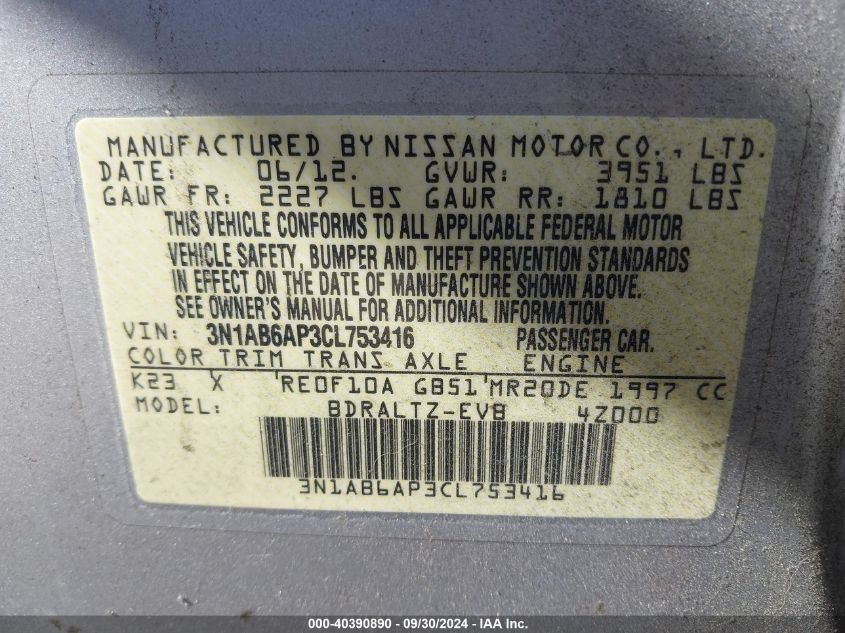 MANUFACTURED BY NISSAN MOTOR CO., LTD.
DATE: 06/12. GVWR: 3951 LBS
GAWR FR: 2227 LBS GAWR RR: 1810 LBS
THIS VEHICLE CONFORMS TO ALL APPLICABLE FEDERAL MOTOR
VEHICLE SAFETY, BUMPER AND THEFT PREVENTION STANDARDS
IN EFFECT ON THE DATE OF MANUFACTURE SHOWN ABOVE.
SEE OWNER'S MANUAL FOR ADDITIONAL INFORMATION.
VIN: 3N1AB6AP3CL753416 PASSENGER CAR.
COLOR TRIM TRANS AXLE ENGINE
K23 X RE0F10A GB51 MR20DE 1997 CC
MODEL: BDRALTZ-EVB 4Z000
3N1AB6AP3CL753416
000-40390890 / 09/30/2024 - IAA Inc.